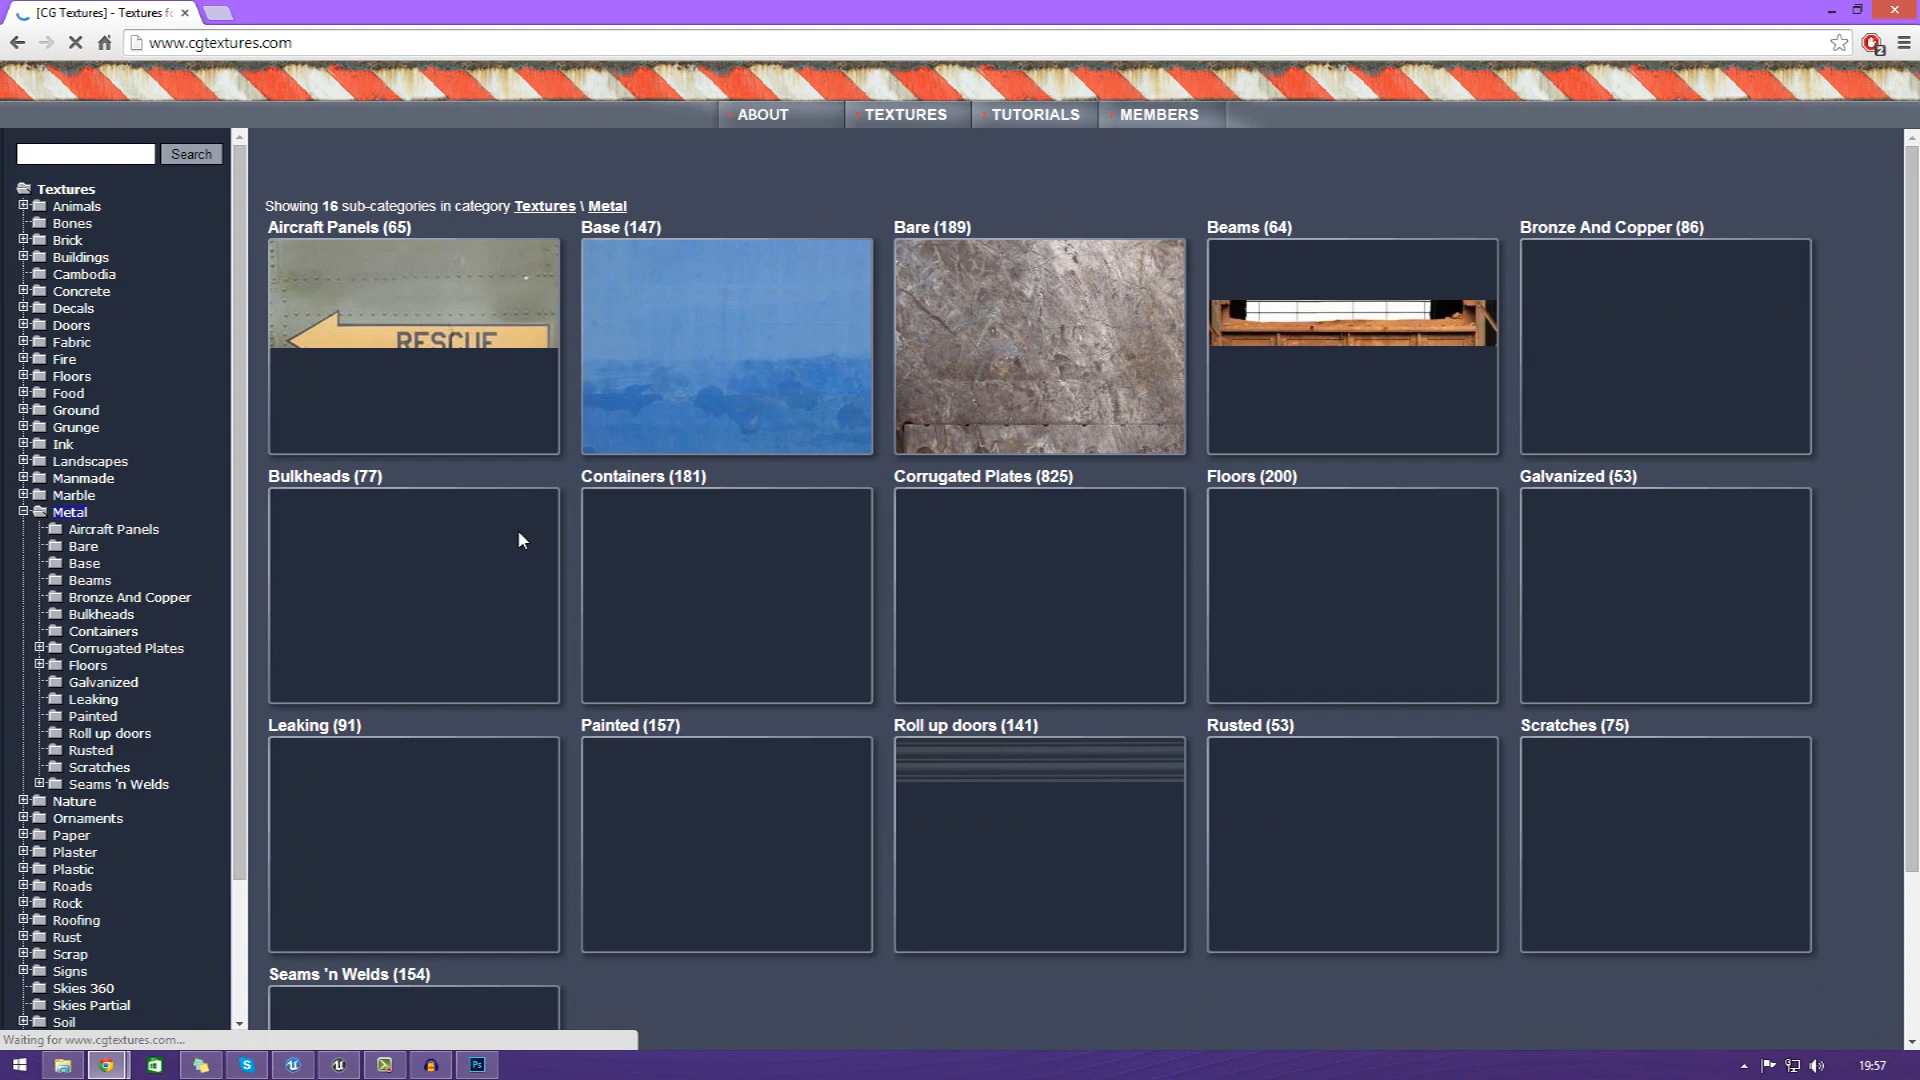 [CG Textures] - Textures fo
www.cgtextures.com
2
ABOUT
TEXTURES
TUTORIALS
MEMBERS
Search
Textures
Animals
Bones
Brick
Buildings
Cambodia
Concrete
Decals
Doors
Fabric
Fire
Floors
Food
Ground
Grunge
Ink
Landscapes
Manmade
Marble
Metal
Aircraft Panels
Bare
Base
Beams
Bronze And Copper
Bulkheads
Containers
Corrugated Plates
Floors
Galvanized
Leaking
Painted
Roll up doors
Rusted
Scratches
Seams 'n Welds
Nature
Ornaments
Paper
Plaster
Plastic
Roads
Rock
Roofing
Rust
Scrap
Signs
Skies 360
Skies Partial
Soil
Showing 16 sub-categories in category Textures \ Metal
Aircraft Panels (65)
Base (147)
Bare (189)
Beams (64)
Bronze And Copper (86)
RESCUE
Bulkheads (77)
Containers (181)
Corrugated Plates (825)
Floors (200)
Galvanized (53)
Leaking (91)
Painted (157)
Roll up doors (141)
Rusted (53)
Scratches (75)
Seams 'n Welds (154)
Waiting for www.cgtextures.com...
Ps
19:57